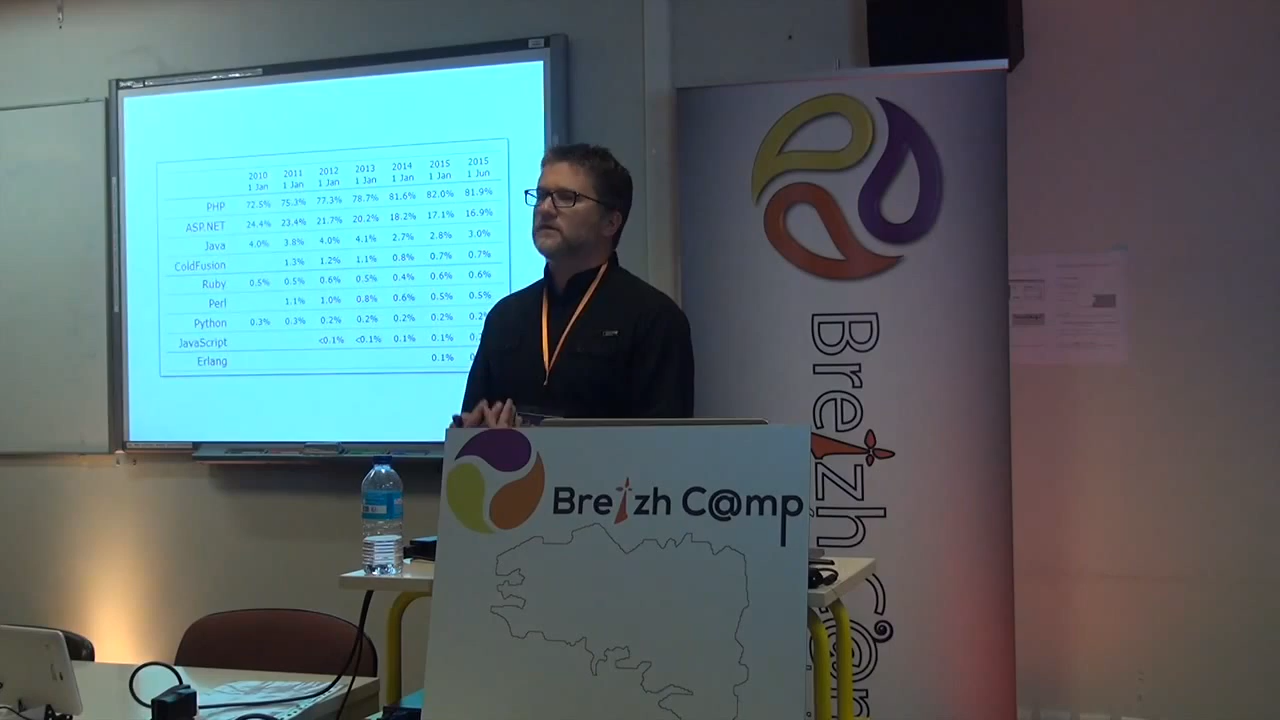 2010 2011 2012 2013 2014 2015 2015
1 Jan 1 Jan 1 Jan 1 Jan 1 Jan 1 Jan 1 Jun
PHP 72.5% 75.3% 77.3% 78.7% 81.6% 82.0% 81.9%
ASP.NET 24.4% 23.4% 21.7% 20.2% 18.2% 17.1% 16.9%
Java 4.0% 3.8% 4.0% 4.1% 2.7% 2.8% 3.0%
ColdFusion 1.3% 1.2% 1.1% 0.8% 0.7% 0.7%
Ruby 0.5% 0.5% 0.6% 0.5% 0.4% 0.6% 0.6%
Perl 1.1% 1.0% 0.8% 0.6% 0.5% 0.5%
Python 0.3% 0.3% 0.2% 0.2% 0.2% 0.2% 0.2%
JavaScript <0.1% <0.1% 0.1% 0.1%
Erlang 0.1%
Breizh C@mp
Breizh C@m